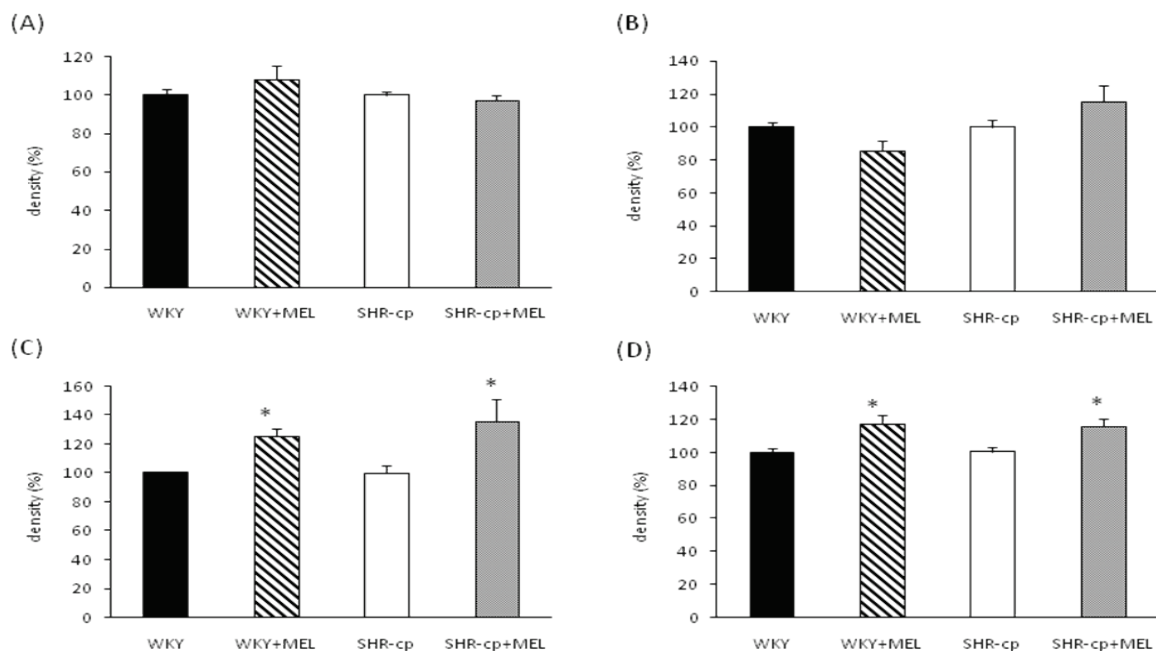 (A)
density (%)
120
100
80
60
40
20
0
WKY WKY+MEL SHR-cp SHR-cp+MEL
(B)
density (%)
140
120
100
80
60
40
20
0
WKY WKY+MEL SHR-cp SHR-cp+MEL
(C)
density (%)
160
140
120
100
80
60
40
20
0
* *
WKY WKY+MEL SHR-cp SHR-cp+MEL
(D)
density (%)
140
120
100
80
60
40
20
0
* *
WKY WKY+MEL SHR-cp SHR-cp+MEL